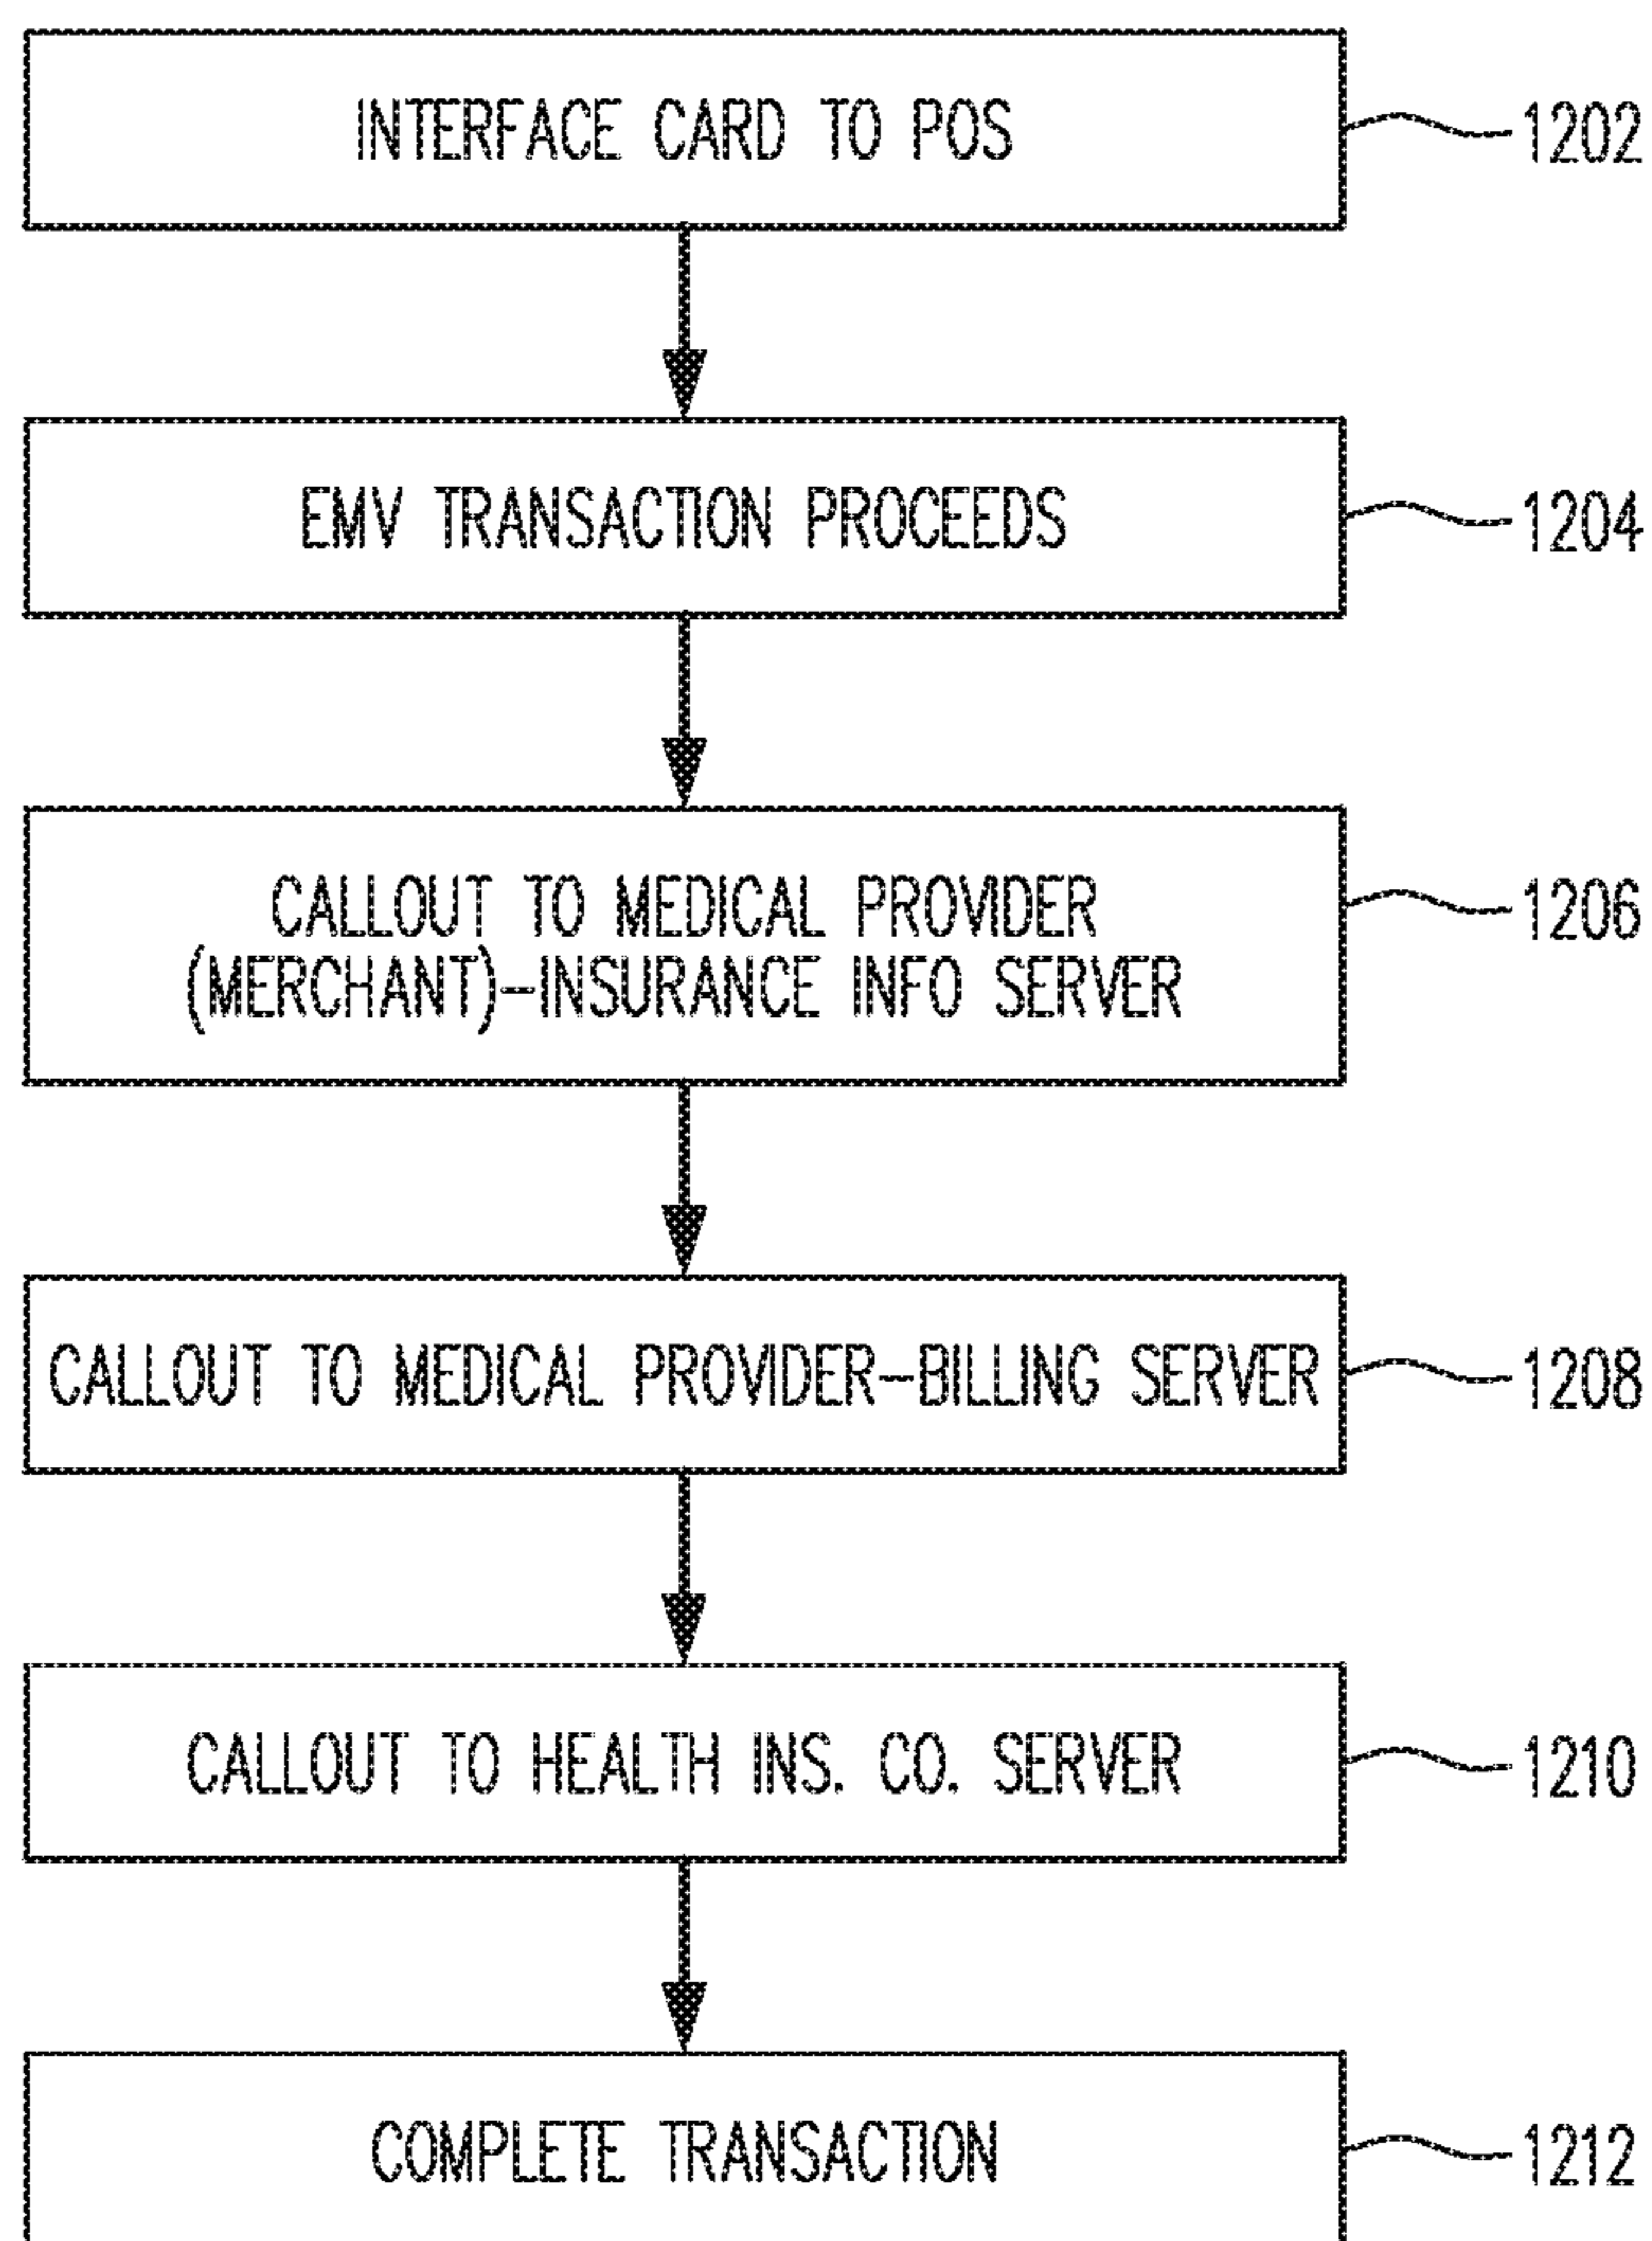 INTERFACE CARD TO POS
1202
EMV TRANSACTION PROCEEDS
1204
CALLOUT TO MEDICAL PROVIDER
(MERCHANT)-INSURANCE INFO SERVER
1206
CALLOUT TO MEDICAL PROVIDER-BILLING SERVER
1208
CALLOUT TO HEALTH INS. CO. SERVER
1210
COMPLETE TRANSACTION
1212